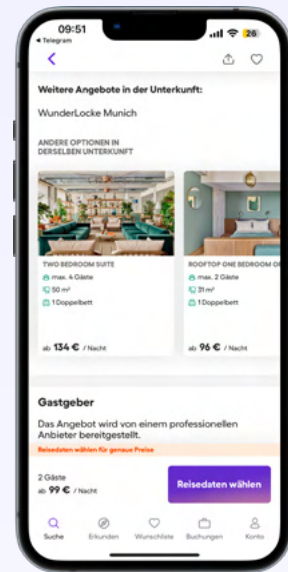 09:51
26
Telegram
Weitere Angebote in der Unterkunft:
WunderLocke Munich
ANDERE OPTIONEN IN
DERSELBEN UNTERKUNFT
TWO BEDROOM SUITE
max. 4 Gäste
50 m²
1 Doppelbett
ab 134 € / Nacht
ROOFTOP ONE BEDROOM
max. 2 Gäste
31 m²
1 Doppelbett
ab 96 € / Nacht
Gastgeber
Das Angebot wird von einem professionellen
Anbieter bereitgestellt.
Reisedaten wählen für genaue Preise
2 Gäste
ab 99 € / Nacht
Reisedaten wählen
Suche
Erkunden
Wunschliste
Buchungen
Konto